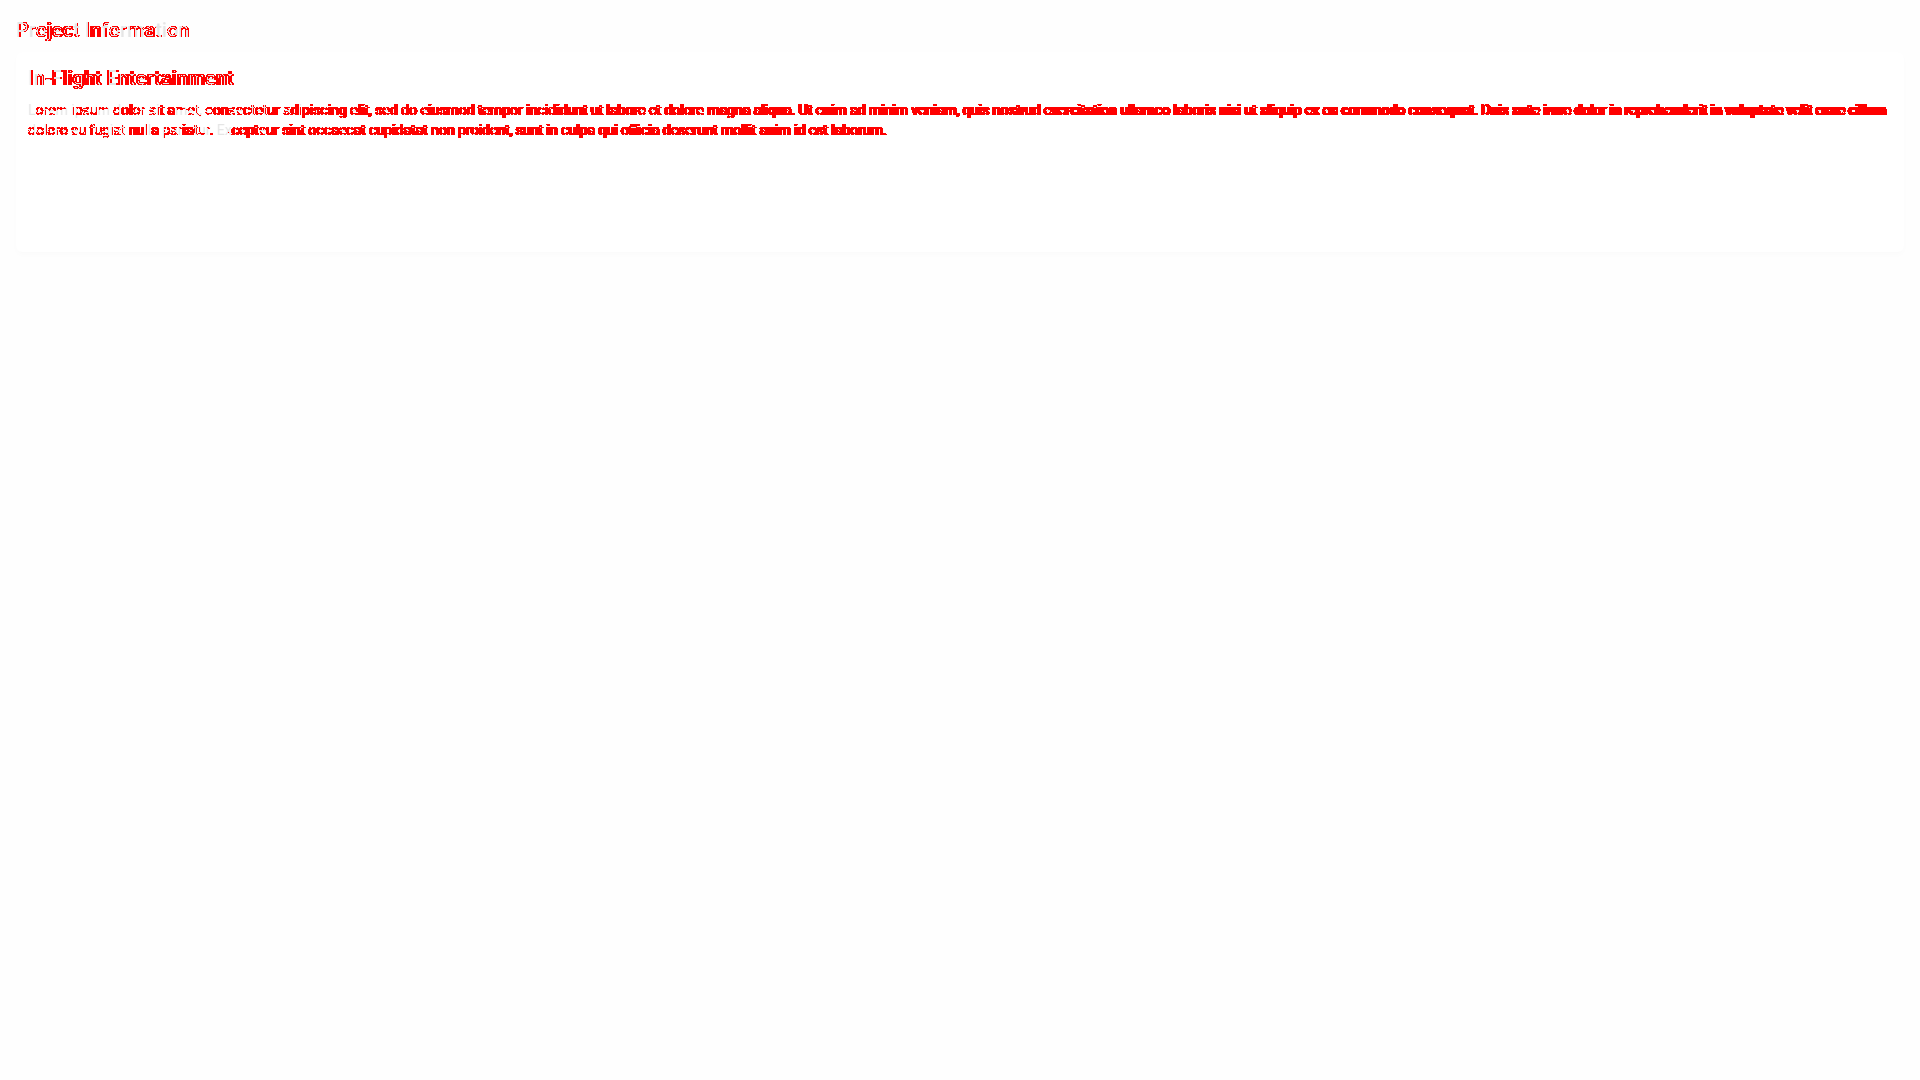 Project Information
In-Flight Entertainment
Lorem ipsum dolor sit amet, consectetur adipiscing elit, sed do eiusmod tempor incididunt ut labore et dolore magna aliqua. Ut enim ad minim veniam, quis nostrud exercitation ullamco laboris nisi ut aliquip ex ea commodo consequat. Duis aute irure dolor in reprehenderit in voluptate velit esse cillum
dolore eu fugiat nulla pariatur. Excepteur sint occaecat cupidatat non proident, sunt in culpa qui officia deserunt mollit anim id est laborum.